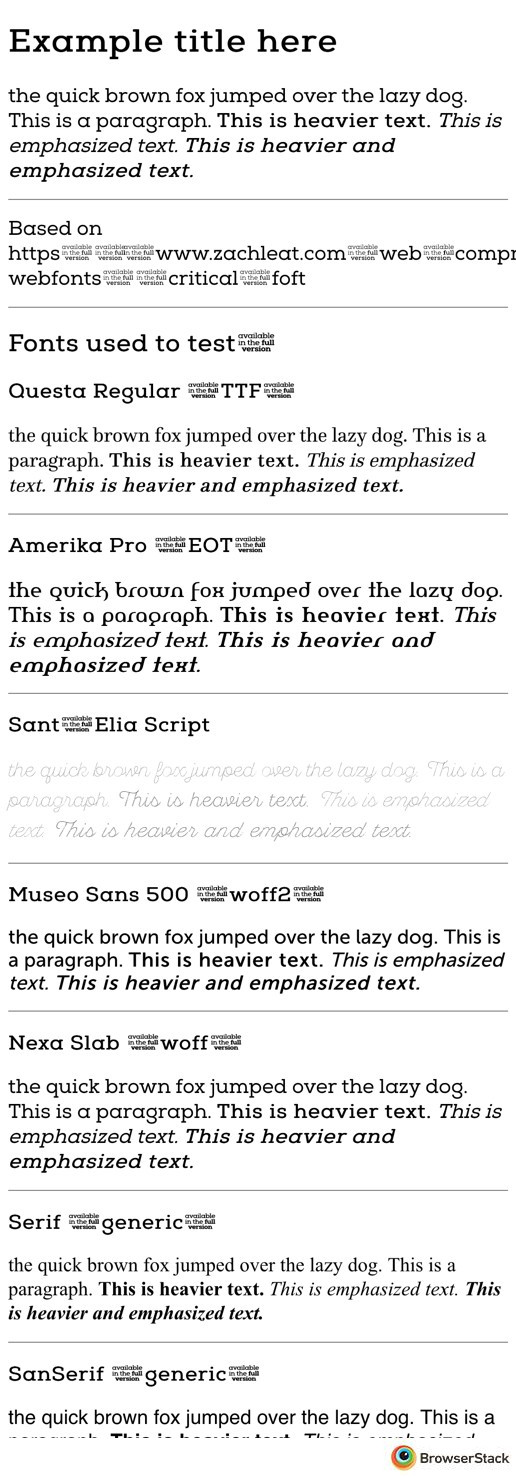 Example title here
the quick brown fox jumped over the lazy dog.
This is a paragraph. This is heavier text. This is
emphasized text. This is heavier and
emphasized text.
Based on
https available in the full version available in the full version available in the full version www.zachleat.com available in the full version web available in the full version compr
webfonts available in the full version available in the full version critical available in the full version foft
Fonts used to test available in the full version
Questa Regular available in the full version TTF available in the full version
the quick brown fox jumped over the lazy dog. This is a
paragraph. This is heavier text. This is emphasized
text. This is heavier and emphasized text.
Amerika Pro available in the full version EOT available in the full version
the quick brown fox jumped over the lazy dog.
This is a paragraph. This is heavier text. This
is emphasized text. This is heavier and
emphasized text.
Sant available in the full version Elia Script
the quick brown fox jumped over the lazy dog. This is a
paragraph. This is heavier text. This is emphasized
text. This is heavier and emphasized text.
Museo Sans 500 available in the full version woff2 available in the full version
the quick brown fox jumped over the lazy dog. This is
a paragraph. This is heavier text. This is emphasized
text. This is heavier and emphasized text.
Nexa Slab available in the full version woff available in the full version
the quick brown fox jumped over the lazy dog.
This is a paragraph. This is heavier text. This is
emphasized text. This is heavier and
emphasized text.
Serif available in the full version generic available in the full version
the quick brown fox jumped over the lazy dog. This is a
paragraph. This is heavier text. This is emphasized text. This
is heavier and emphasized text.
SanSerif available in the full version generic available in the full version
the quick brown fox jumped over the lazy dog. This is a
paragraph. This is heavier text. This is emphasized
BrowserStack